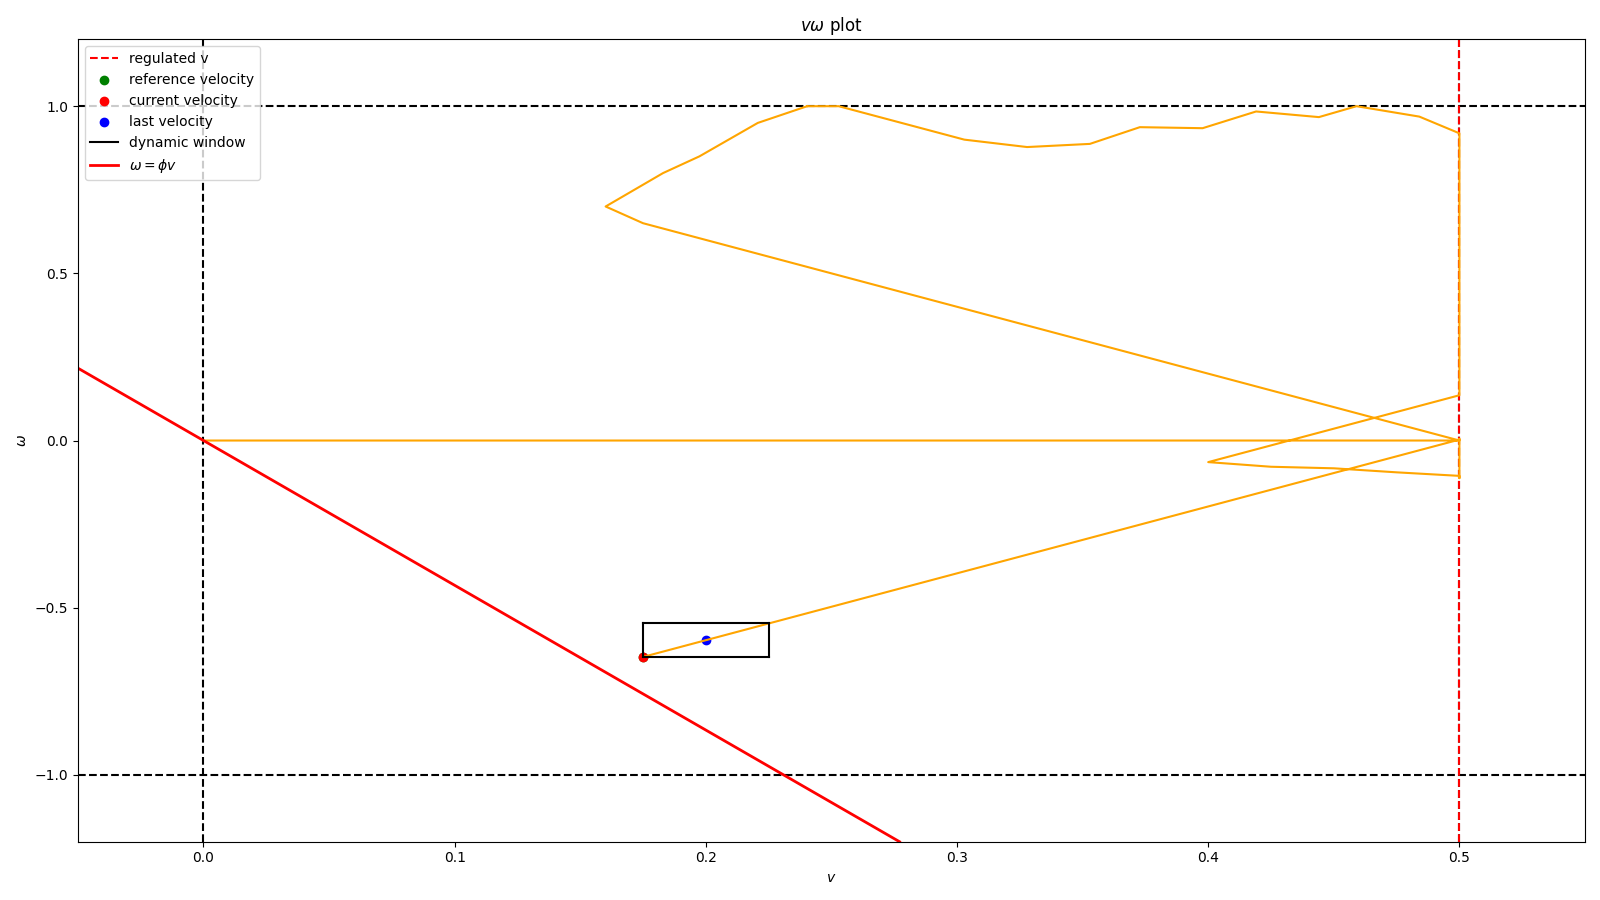 vω plot
regulated v
reference velocity
current velocity
last velocity
dynamic window
ω = ϕv
1.0
0.5
0.0
−0.5
−1.0
ω
0.0 0.1 0.2 0.3 0.4 0.5
v